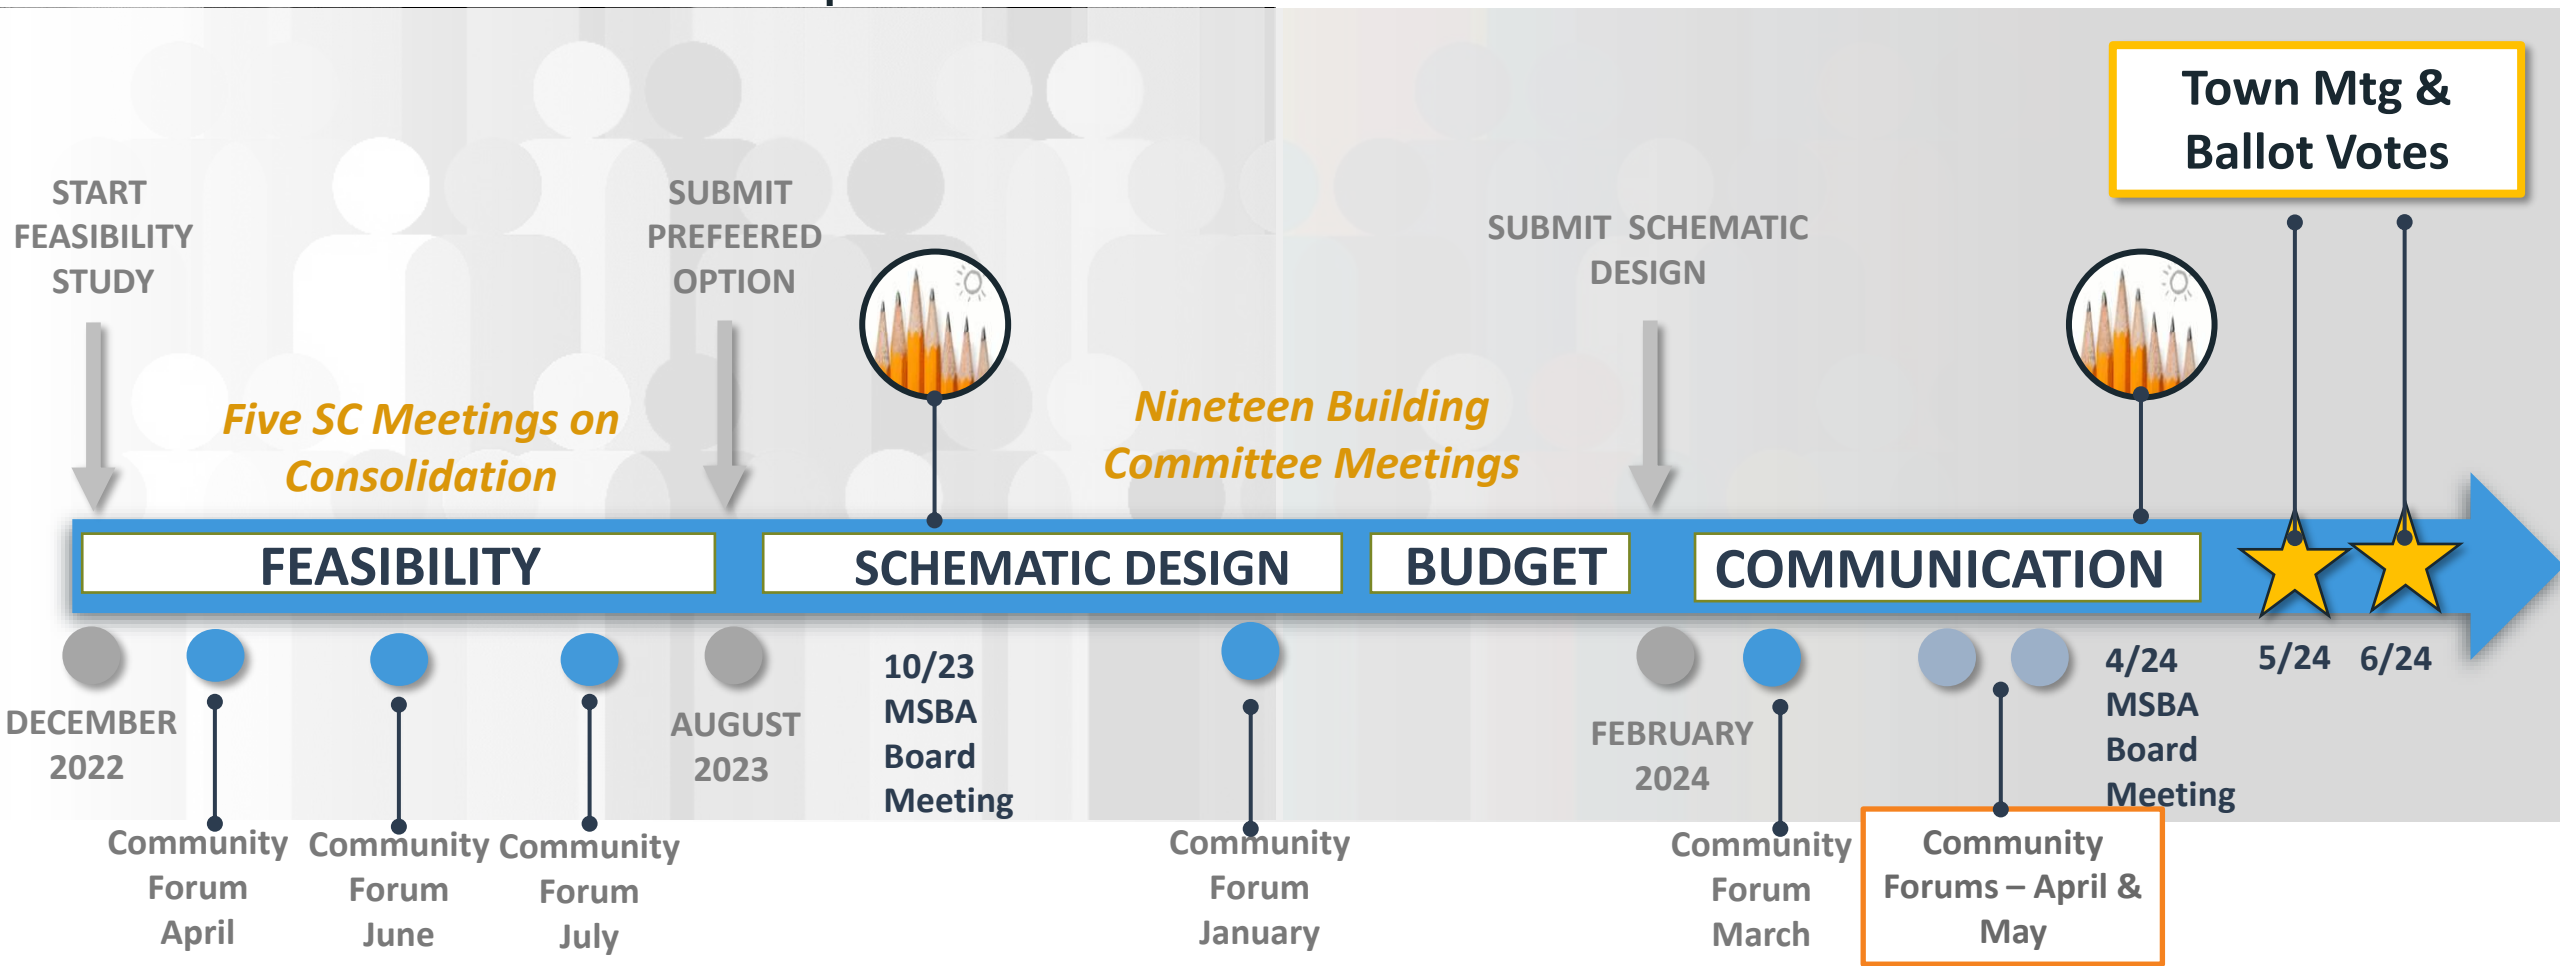 Town Mtg &
Ballot Votes
START
FEASIBILITY
STUDY
SUBMIT
PREFEERED
OPTION
SUBMIT SCHEMATIC
DESIGN
Five SC Meetings on
Consolidation
Nineteen Building
Committee Meetings
FEASIBILITY
SCHEMATIC DESIGN
BUDGET
COMMUNICATION
DECEMBER
2022
AUGUST
2023
10/23
MSBA
Board
Meeting
FEBRUARY
2024
4/24
MSBA
Board
Meeting
5/24
6/24
Community
Forum
April
Community
Forum
June
Community
Forum
July
Community
Forum
January
Community
Forum
March
Community
Forums – April &
May